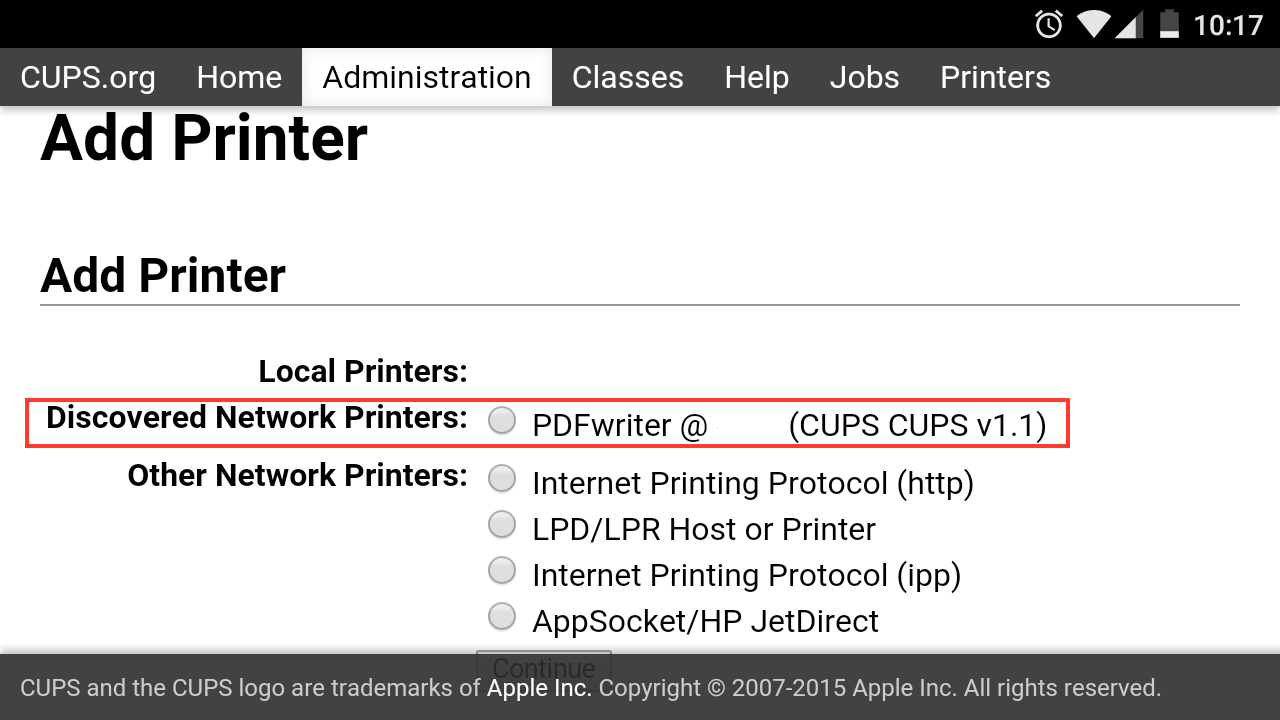 10:17
CUPS.org Home Administration Classes Help Jobs Printers
Add Printer
Add Printer
Local Printers:
Discovered Network Printers: PDFwriter @ (CUPS CUPS v1.1)
Other Network Printers: Internet Printing Protocol (http)
LPD/LPR Host or Printer
Internet Printing Protocol (ipp)
AppSocket/HP JetDirect
Continue
CUPS and the CUPS logo are trademarks of Apple Inc. Copyright © 2007-2015 Apple Inc. All rights reserved.